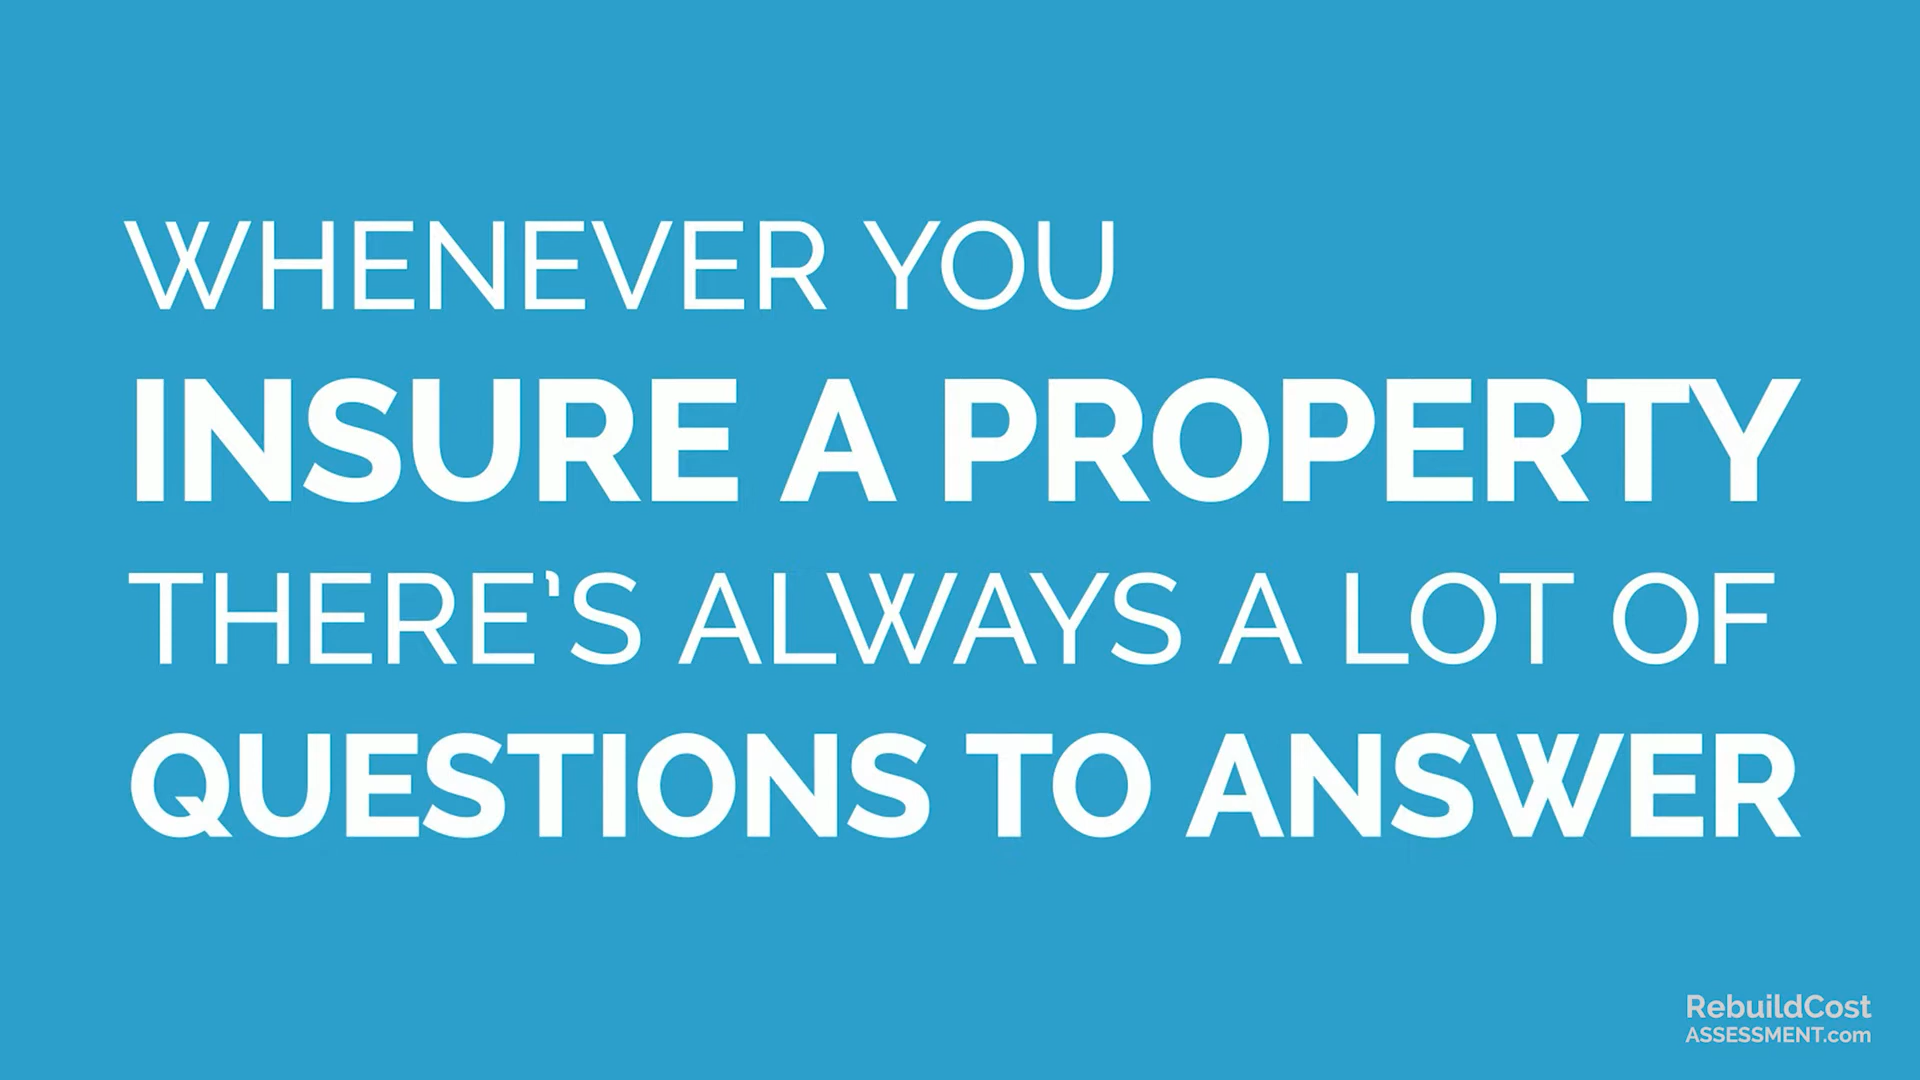 WHENEVER YOU
INSURE A PROPERTY
THERE'S ALWAYS A LOT OF
QUESTIONS TO ANSWER
RebuildCost
ASSESSMENT.com